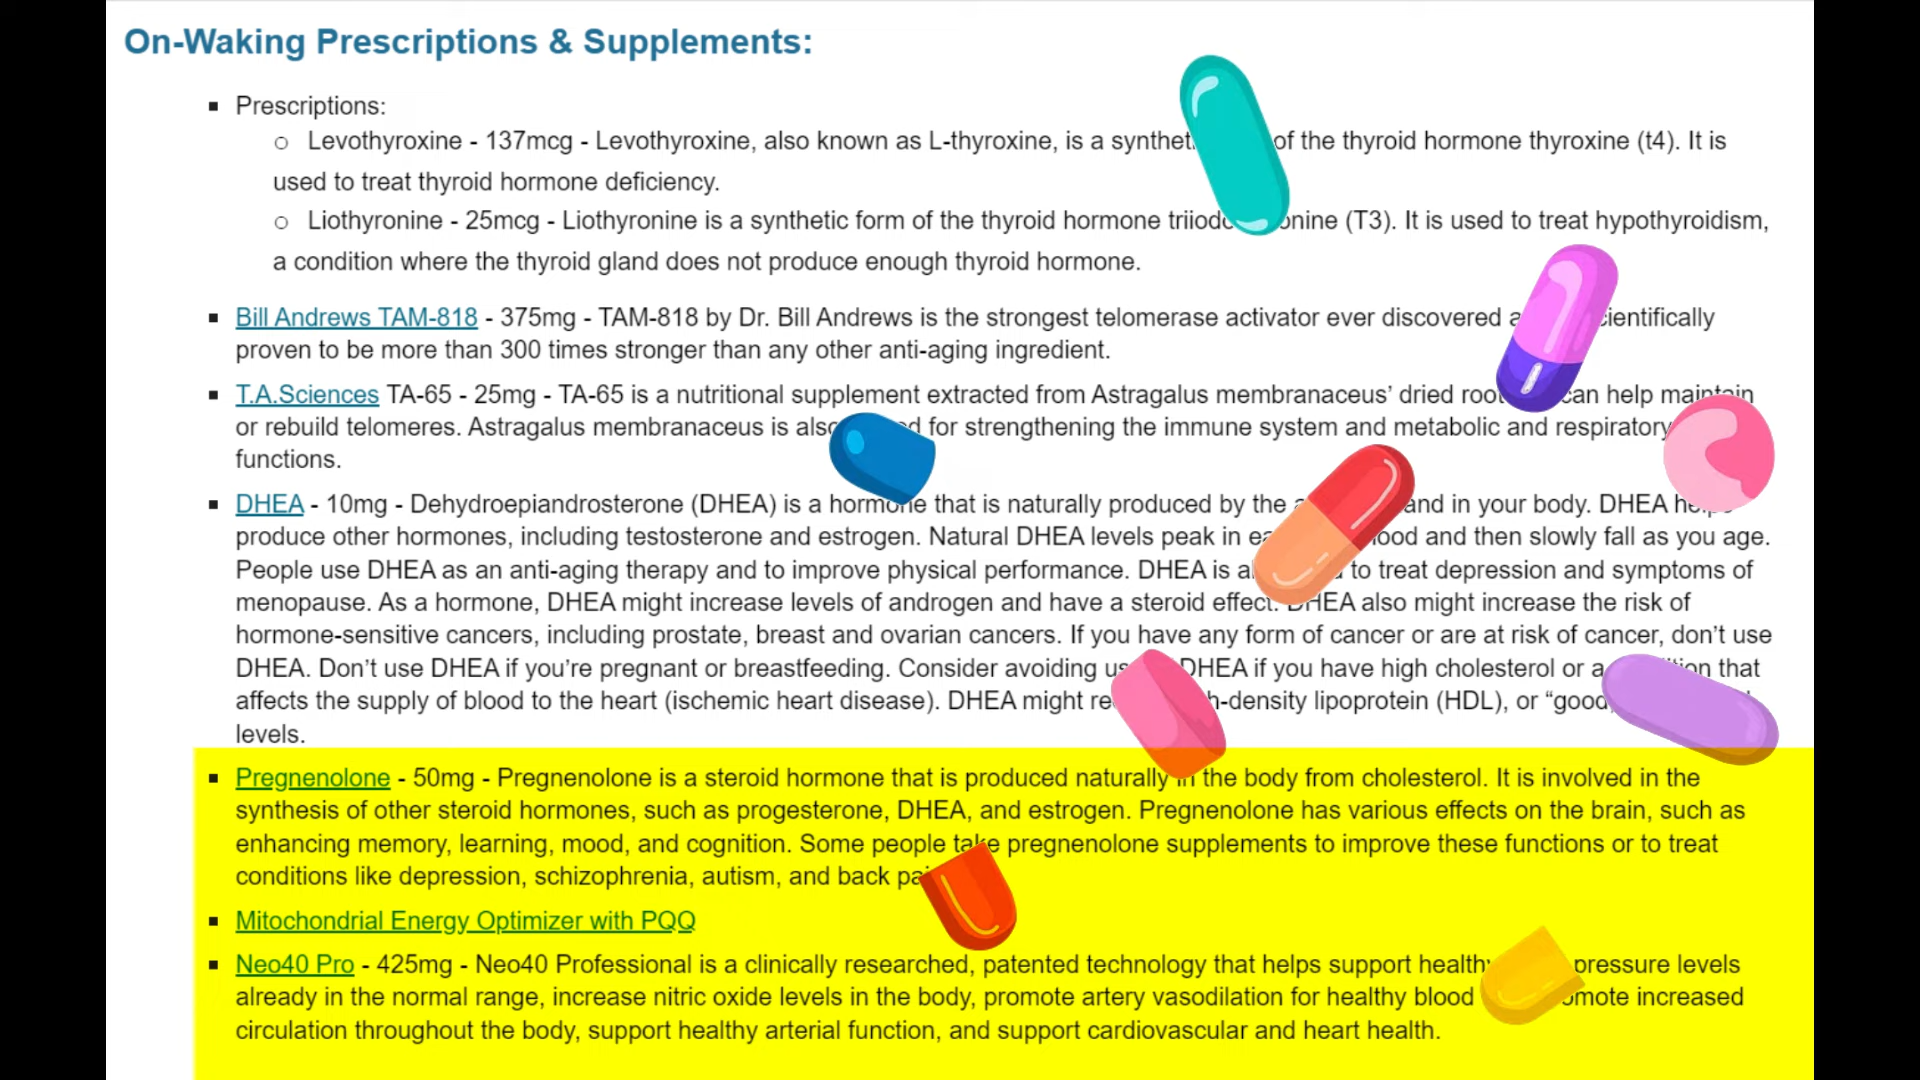 On-Waking Prescriptions & Supplements:
▪ Prescriptions:
○ Levothyroxine - 137mcg - Levothyroxine, also known as L-thyroxine, is a of the thyroid hormone thyroxine (t4). It is
used to treat thyroid hormone deficiency.
○ Liothyronine - 25mcg - Liothyronine is a synthetic form of the thyroid hormone (T3). It is used to treat hypothyroidism,
a condition where the thyroid gland does not produce enough thyroid hormone.
▪ Bill Andrews TAM-818 - 375mg - TAM-818 by Dr. Bill Andrews is the strongest telomerase activator ever discovered
proven to be more than 300 times stronger than any other anti-aging ingredient.
▪ T.A.Sciences TA-65 - 25mg - TA-65 is a nutritional supplement extracted from Astragalus membranaceus’ dried can help maintain
or rebuild telomeres. Astragalus membranaceus is for strengthening the immune system and metabolic and respiratory
functions.
▪ DHEA - 10mg - Dehydroepiandrosterone (DHEA) is a hormone that is naturally produced by the in your body. DHEA helps
produce other hormones, including testosterone and estrogen. Natural DHEA levels peak in and then slowly fall as you age.
People use DHEA as an anti-aging therapy and to improve physical performance. DHEA is to treat depression and symptoms of
menopause. As a hormone, DHEA might increase levels of androgen and have a steroid effect. DHEA also might increase the risk of
hormone-sensitive cancers, including prostate, breast and ovarian cancers. If you have any form of cancer or are at risk of cancer, don’t use
DHEA. Don’t use DHEA if you’re pregnant or breastfeeding. Consider avoiding DHEA if you have high cholesterol or a that
affects the supply of blood to the heart (ischemic heart disease). DHEA might lipoprotein (HDL), or “good,
levels.
▪ Pregnenolone - 50mg - Pregnenolone is a steroid hormone that is produced naturally in the body from cholesterol. It is involved in the
synthesis of other steroid hormones, such as progesterone, DHEA, and estrogen. Pregnenolone has various effects on the brain, such as
enhancing memory, learning, mood, and cognition. Some people take pregnenolone supplements to improve these functions or to treat
conditions like depression, schizophrenia, autism, and back
▪ Mitochondrial Energy Optimizer with PQQ
▪ Neo40 Pro - 425mg - Neo40 Professional is a clinically researched, patented technology that helps support healthy pressure levels
already in the normal range, increase nitric oxide levels in the body, promote artery vasodilation for healthy blood increased
circulation throughout the body, support healthy arterial function, and support cardiovascular and heart health.